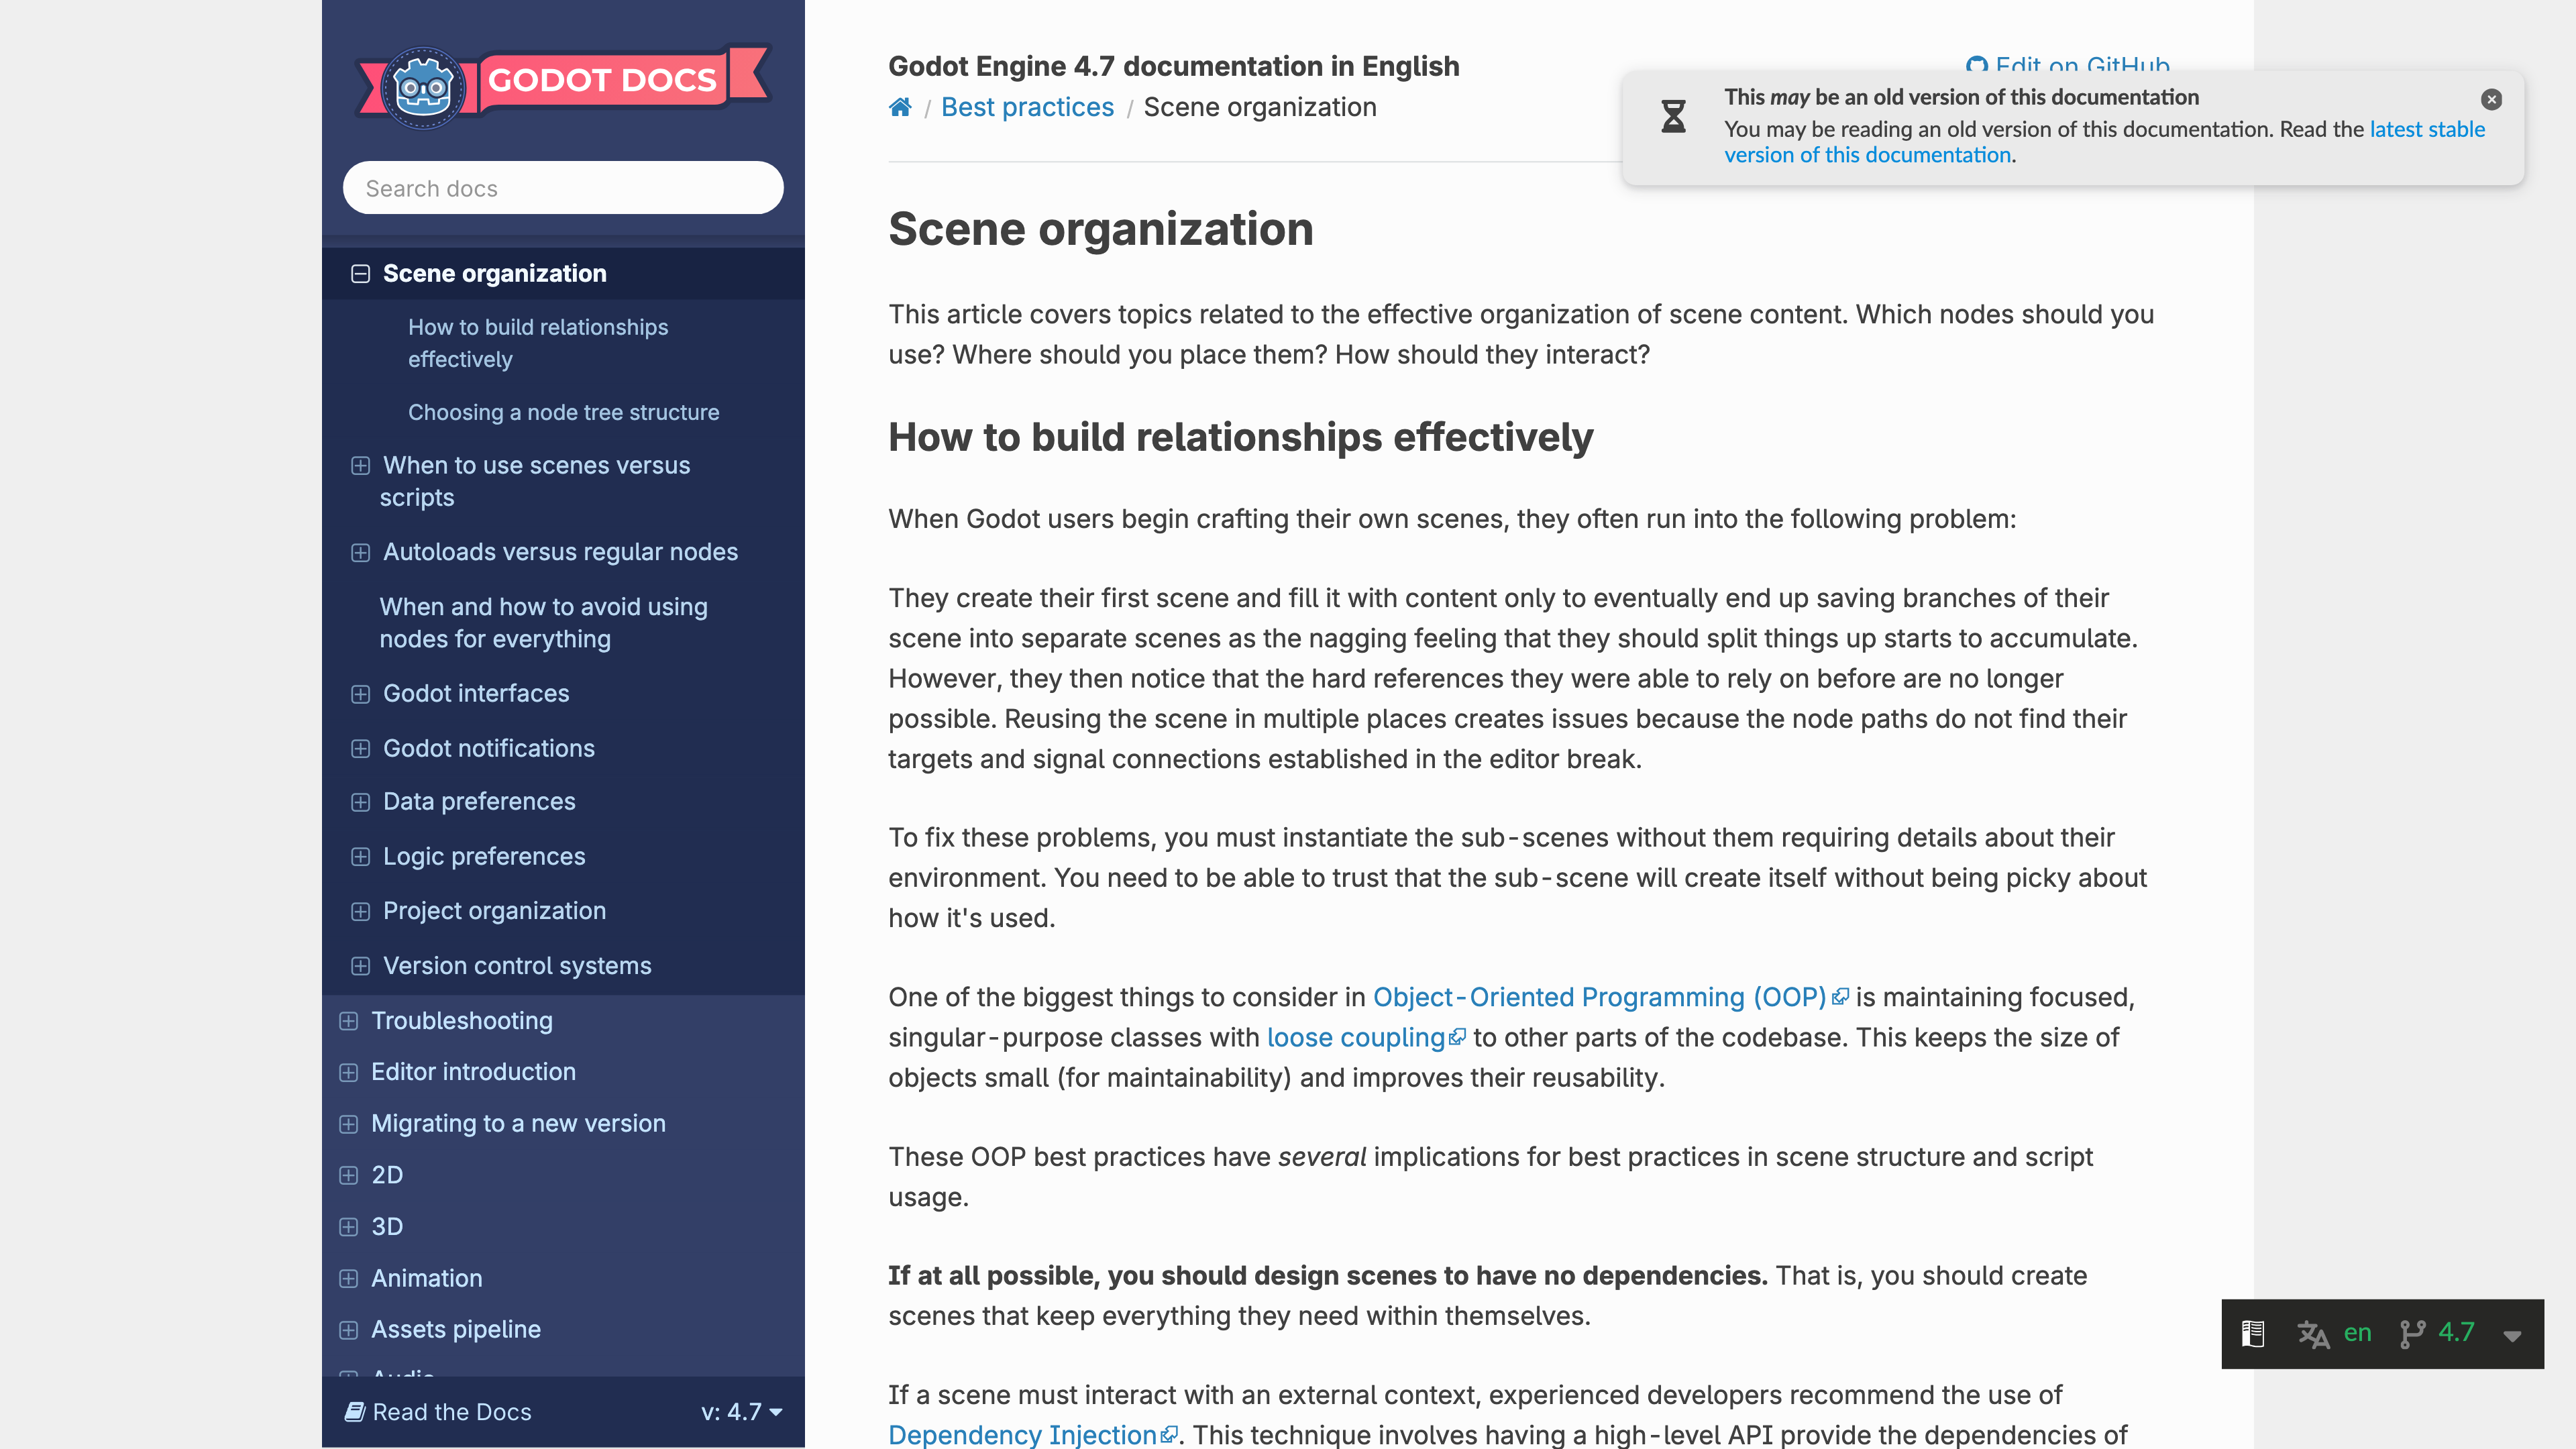 GODOT DOCS
Search docs
Scene organization
How to build relationships
effectively
Choosing a node tree structure
When to use scenes versus
scripts
Autoloads versus regular nodes
When and how to avoid using
nodes for everything
Godot interfaces
Godot notifications
Data preferences
Logic preferences
Project organization
Version control systems
Troubleshooting
Editor introduction
Migrating to a new version
2D
3D
Animation
Assets pipeline
Audio
Read the Docs v: 4.7
Godot Engine 4.7 documentation in English
Edit on GitHub
/ Best practices / Scene organization
This may be an old version of this documentation
You may be reading an old version of this documentation. Read the latest stable
version of this documentation.
Scene organization
This article covers topics related to the effective organization of scene content. Which nodes should you
use? Where should you place them? How should they interact?
How to build relationships effectively
When Godot users begin crafting their own scenes, they often run into the following problem:
They create their first scene and fill it with content only to eventually end up saving branches of their
scene into separate scenes as the nagging feeling that they should split things up starts to accumulate.
However, they then notice that the hard references they were able to rely on before are no longer
possible. Reusing the scene in multiple places creates issues because the node paths do not find their
targets and signal connections established in the editor break.
To fix these problems, you must instantiate the sub-scenes without them requiring details about their
environment. You need to be able to trust that the sub-scene will create itself without being picky about
how it's used.
One of the biggest things to consider in Object-Oriented Programming (OOP) is maintaining focused,
singular-purpose classes with loose coupling to other parts of the codebase. This keeps the size of
objects small (for maintainability) and improves their reusability.
These OOP best practices have several implications for best practices in scene structure and script
usage.
If at all possible, you should design scenes to have no dependencies. That is, you should create
scenes that keep everything they need within themselves.
If a scene must interact with an external context, experienced developers recommend the use of
Dependency Injection. This technique involves having a high-level API provide the dependencies of
en 4.7